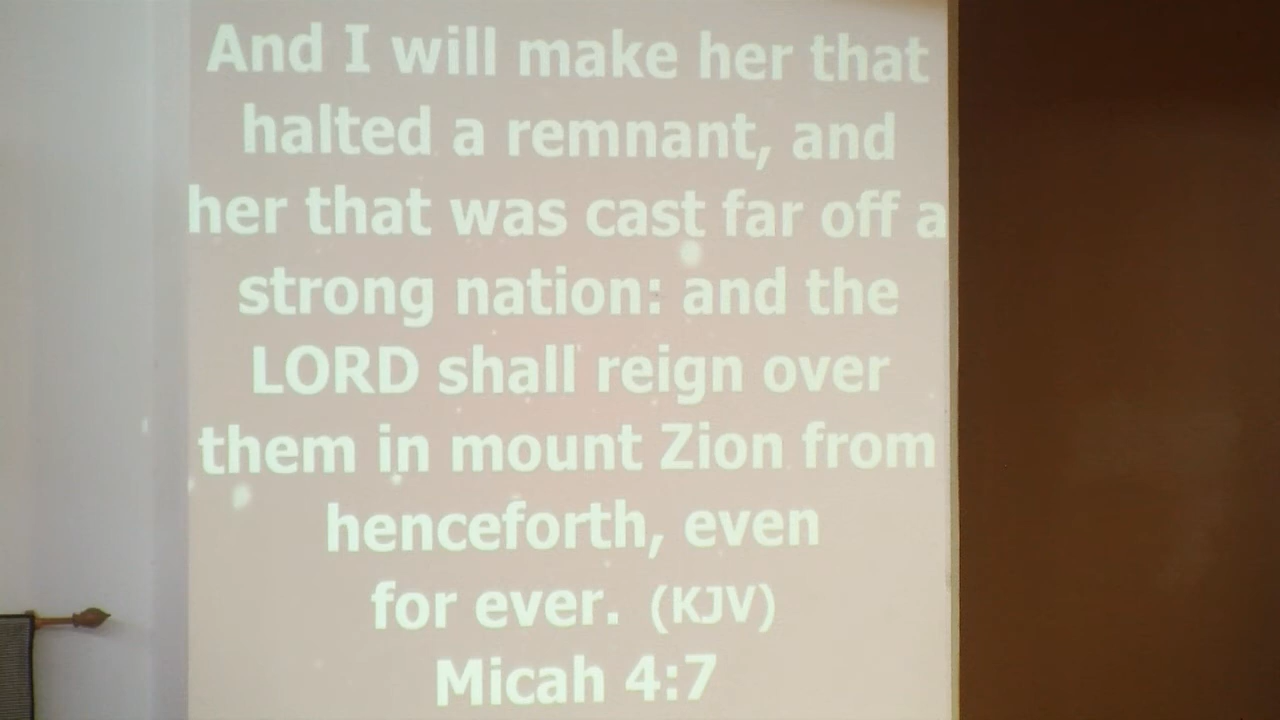 And I will make her that
halted a remnant, and
her that was cast far off a
strong nation: and the
LORD shall reign over
them in mount Zion from
henceforth, even
for ever. (KJV)
Micah 4:7